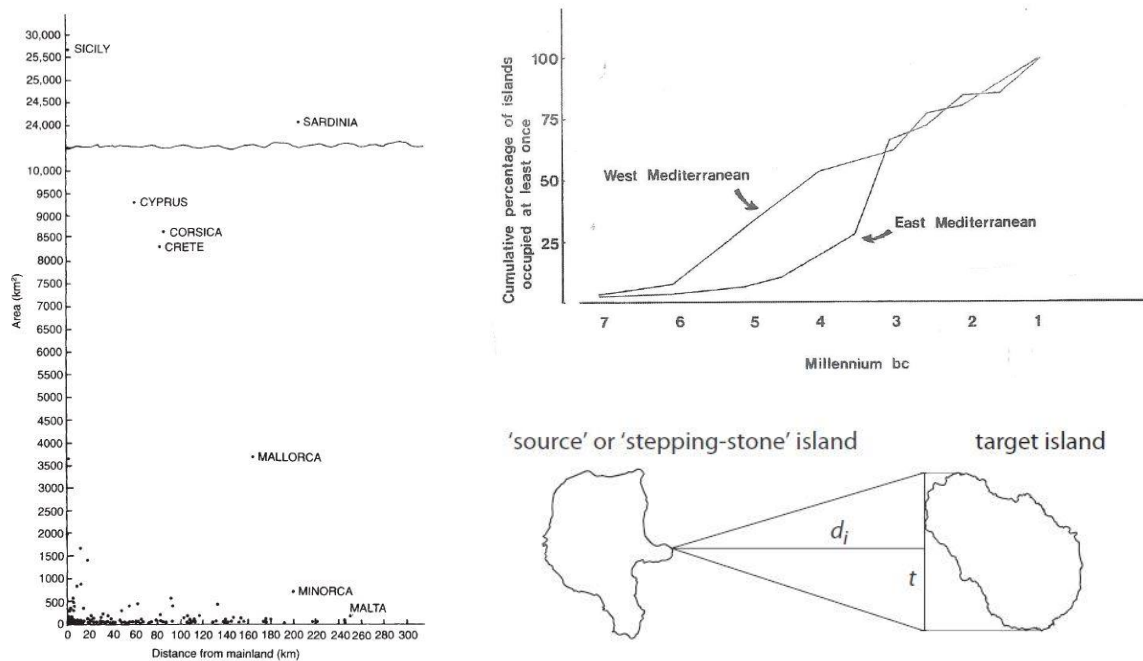 30,000
SICILY
25,500
25,000
24,500
24,000
SARDINIA
10,000
9500
CYPRUS
9000
CORSICA
8500
CRETE
8000
7500
7000
6500
6000
5500
5000
4500
4000
MALLORCA
3500
3000
2500
2000
1500
1000
MINORCA
500
MALTA
0
0 20 40 60 80 100 120 140 160 180 200 220 240 260 280 300
Area (km²)
Distance from mainland (km)
100
75
50
25
Cumulative percentage of islands
occupied at least once
West Mediterranean
East Mediterranean
7 6 5 4 3 2 1
Millennium bc
'source' or 'stepping-stone' island
target island
di
t